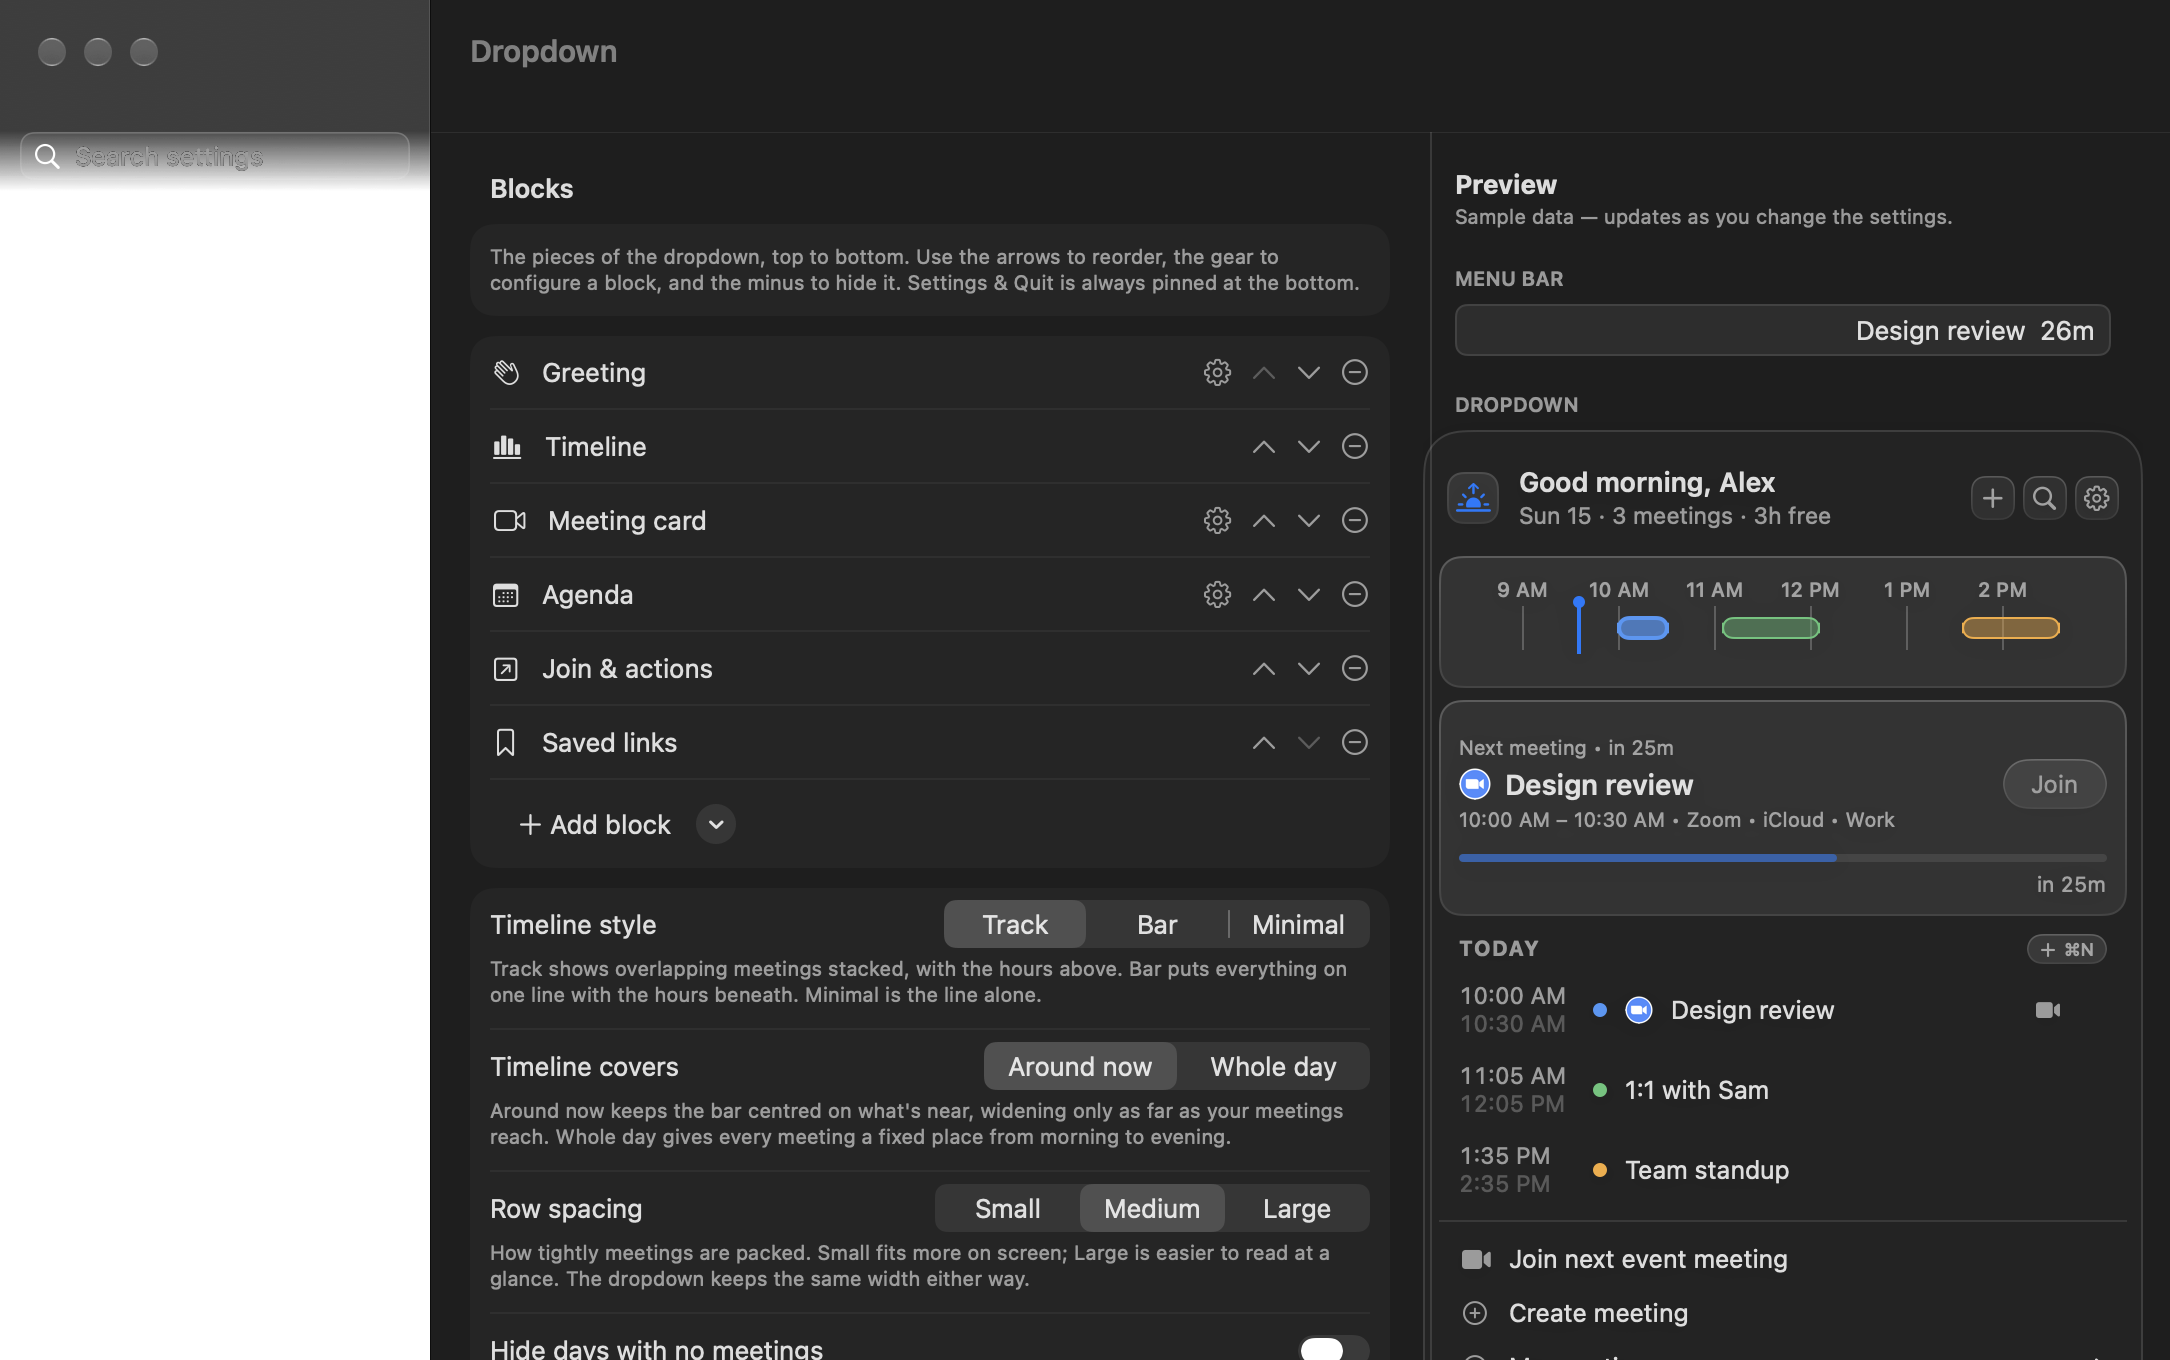 Dropdown
Search settings
Blocks
The pieces of the dropdown, top to bottom. Use the arrows to reorder, the gear to
configure a block, and the minus to hide it. Settings & Quit is always pinned at the bottom.
Greeting
Timeline
Meeting card
Agenda
Join & actions
Saved links
Add block
Timeline style
Track Bar Minimal
Track shows overlapping meetings stacked, with the hours above. Bar puts everything on
one line with the hours beneath. Minimal is the line alone.
Timeline covers
Around now Whole day
Around now keeps the bar centred on what's near, widening only as far as your meetings
reach. Whole day gives every meeting a fixed place from morning to evening.
Row spacing
Small Medium Large
How tightly meetings are packed. Small fits more on screen; Large is easier to read at a
glance. The dropdown keeps the same width either way.
Hide days with no meetings
Preview
Sample data — updates as you change the settings.
MENU BAR
Design review 26m
DROPDOWN
Good morning, Alex
Sun 15 · 3 meetings · 3h free
9 AM 10 AM 11 AM 12 PM 1 PM 2 PM
Next meeting • in 25m
Design review
Join
10:00 AM – 10:30 AM • Zoom • iCloud • Work
in 25m
TODAY
+ ⌘N
10:00 AM
10:30 AM
Design review
11:05 AM
12:05 PM
1:1 with Sam
1:35 PM
2:35 PM
Team standup
Join next event meeting
Create meeting